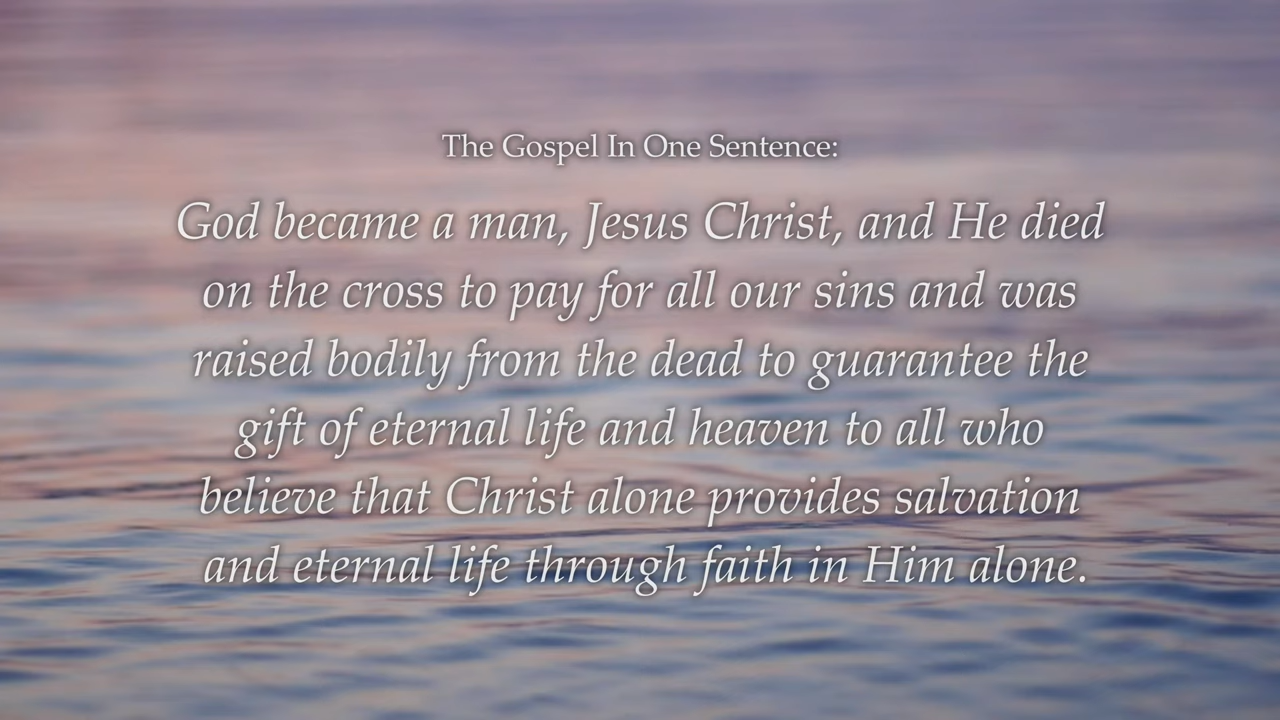 The Gospel In One Sentence:
God became a man, Jesus Christ, and He died
on the cross to pay for all our sins and was
raised bodily from the dead to guarantee the
gift of eternal life and heaven to all who
believe that Christ alone provides salvation
and eternal life through faith in Him alone.